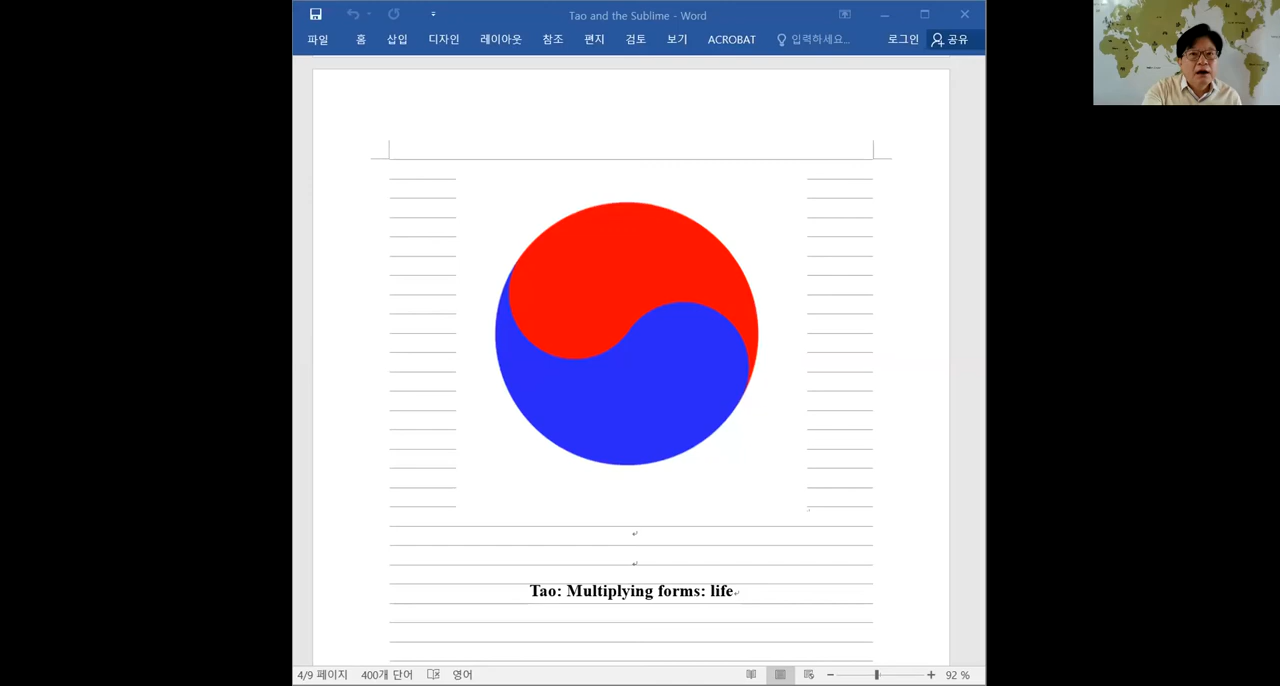 Tao and the Sublime - Word
파일 홈 삽입 디자인 레이아웃 참조 편지 검토 보기 ACROBAT 입력하세요... 로그인 공유
Tao: Multiplying forms: life
4/9 페이지 400개 단어 영어 92 %